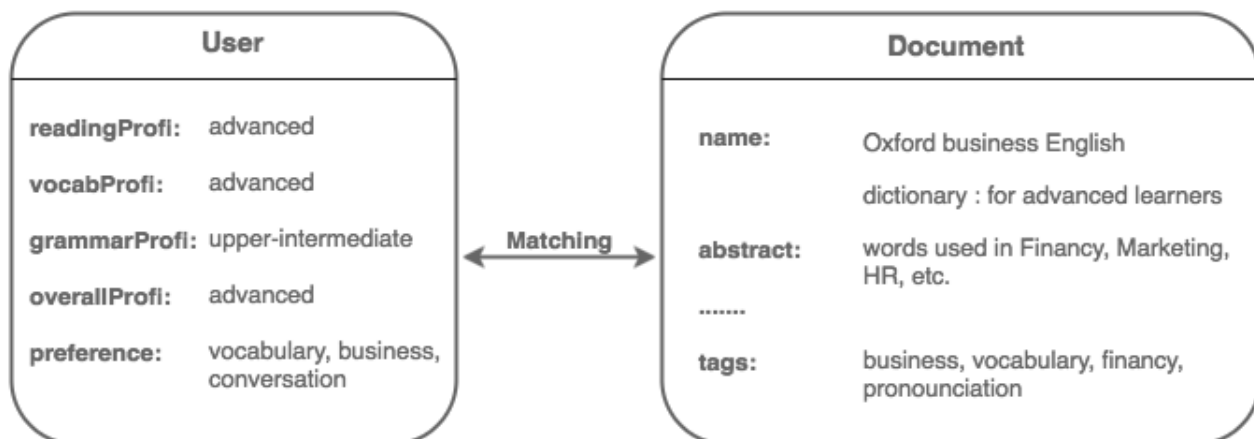 User
readingProfi: advanced
vocabProfi: advanced
grammarProfi: upper-intermediate
overallProfi: advanced
preference: vocabulary, business,
conversation
Matching
Document
name: Oxford business English
dictionary : for advanced learners
abstract: words used in Financy, Marketing,
HR, etc.
.......
tags: business, vocabulary, financy,
pronounciation